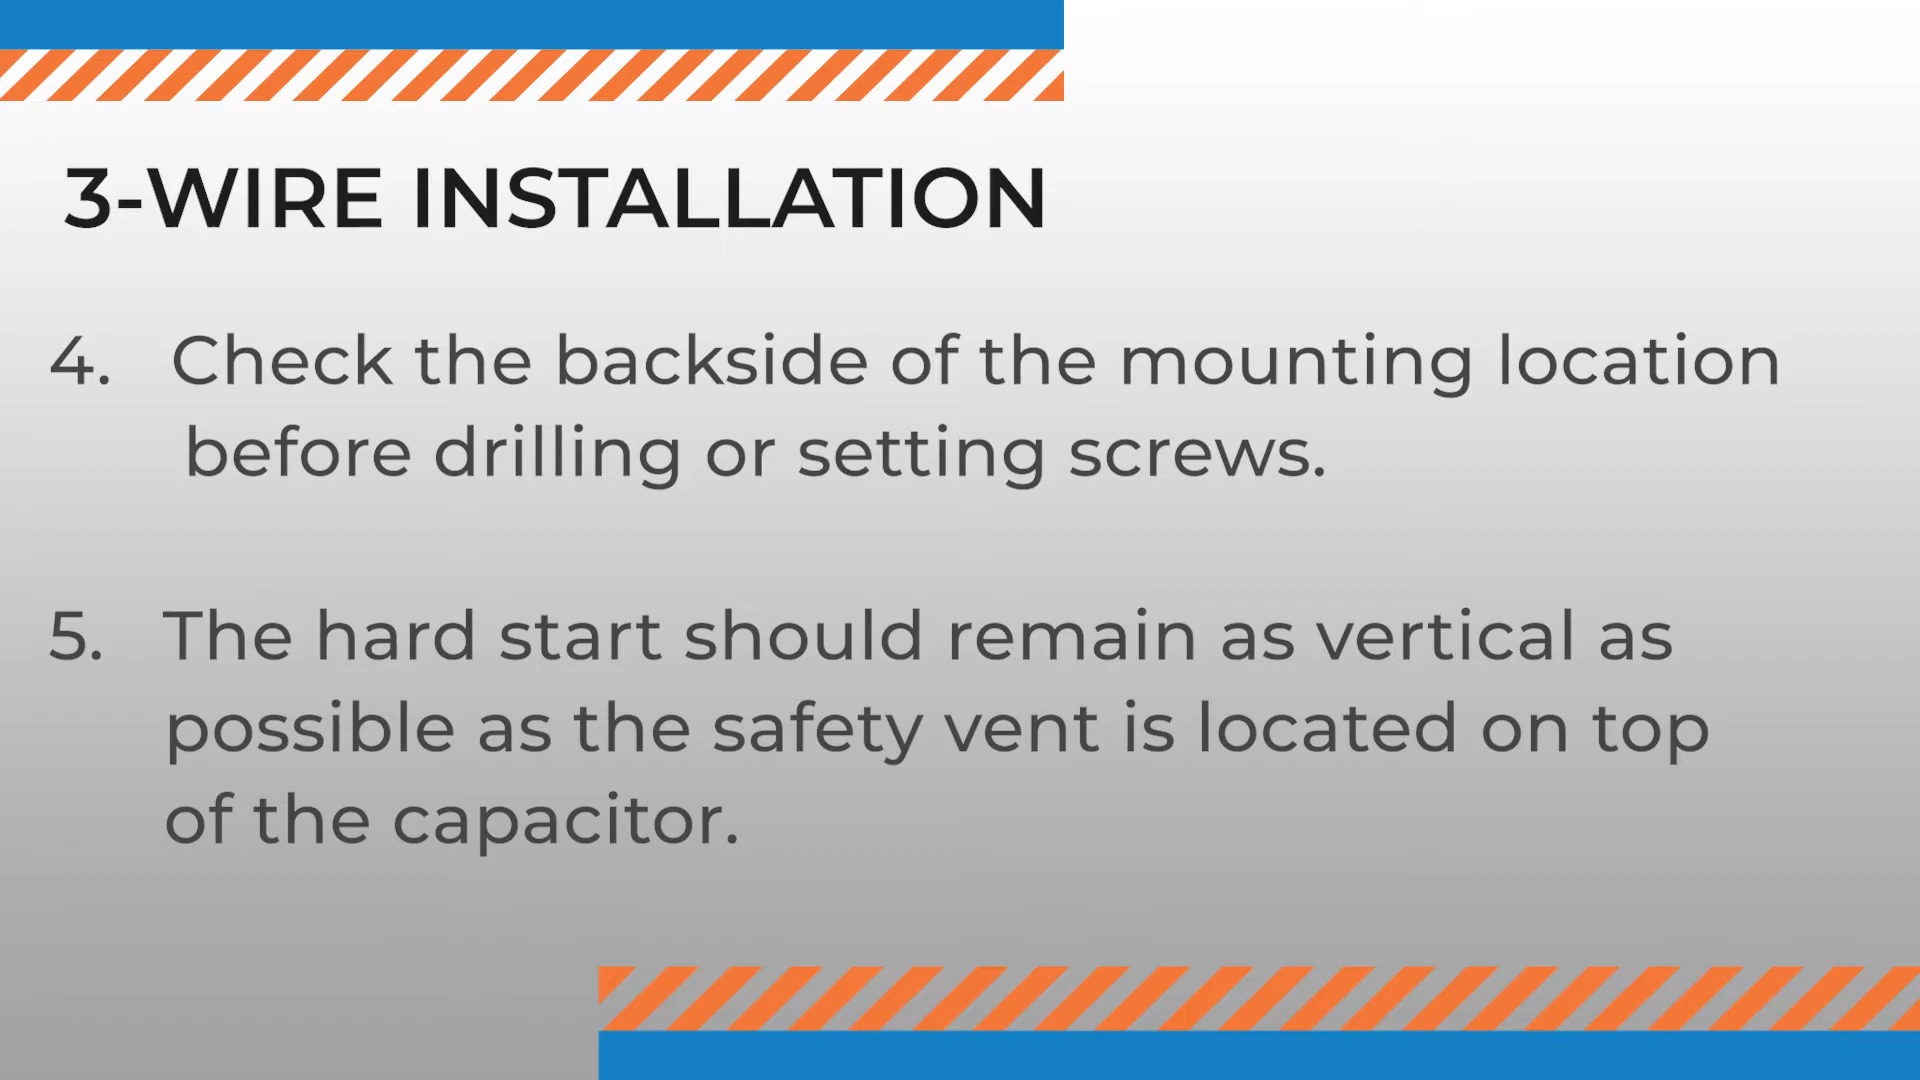 3-WIRE INSTALLATION
4. Check the backside of the mounting location
before drilling or setting screws.
5. The hard start should remain as vertical as
possible as the safety vent is located on top
of the capacitor.